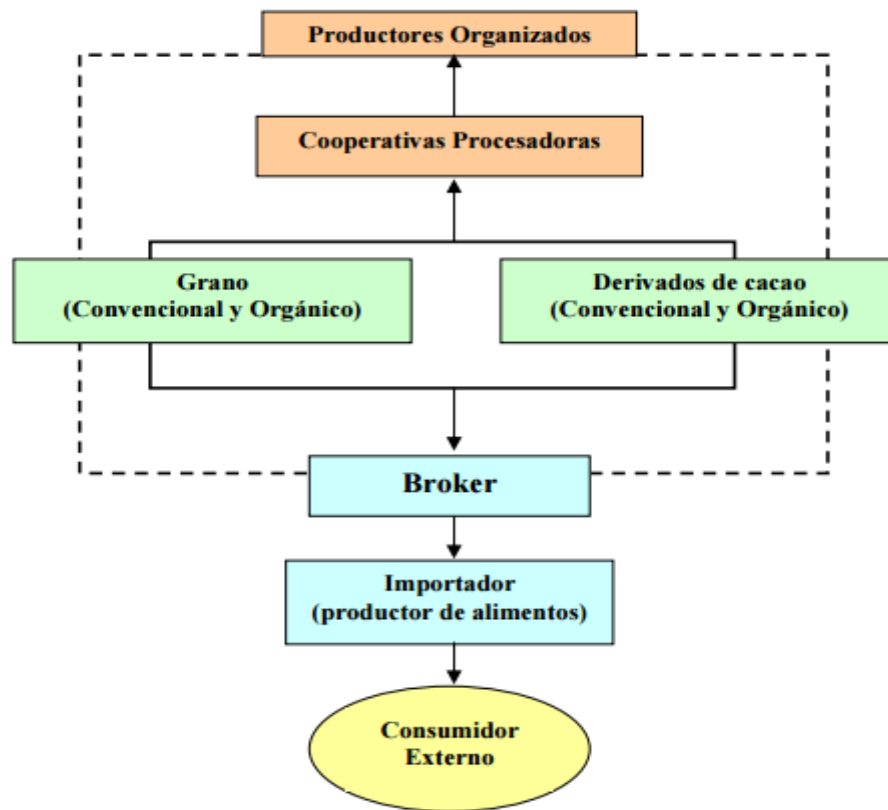 Productores Organizados
Cooperativas Procesadoras
Grano
(Convencional y Orgánico)
Derivados de cacao
(Convencional y Orgánico)
Broker
Importador
(productor de alimentos)
Consumidor
Externo